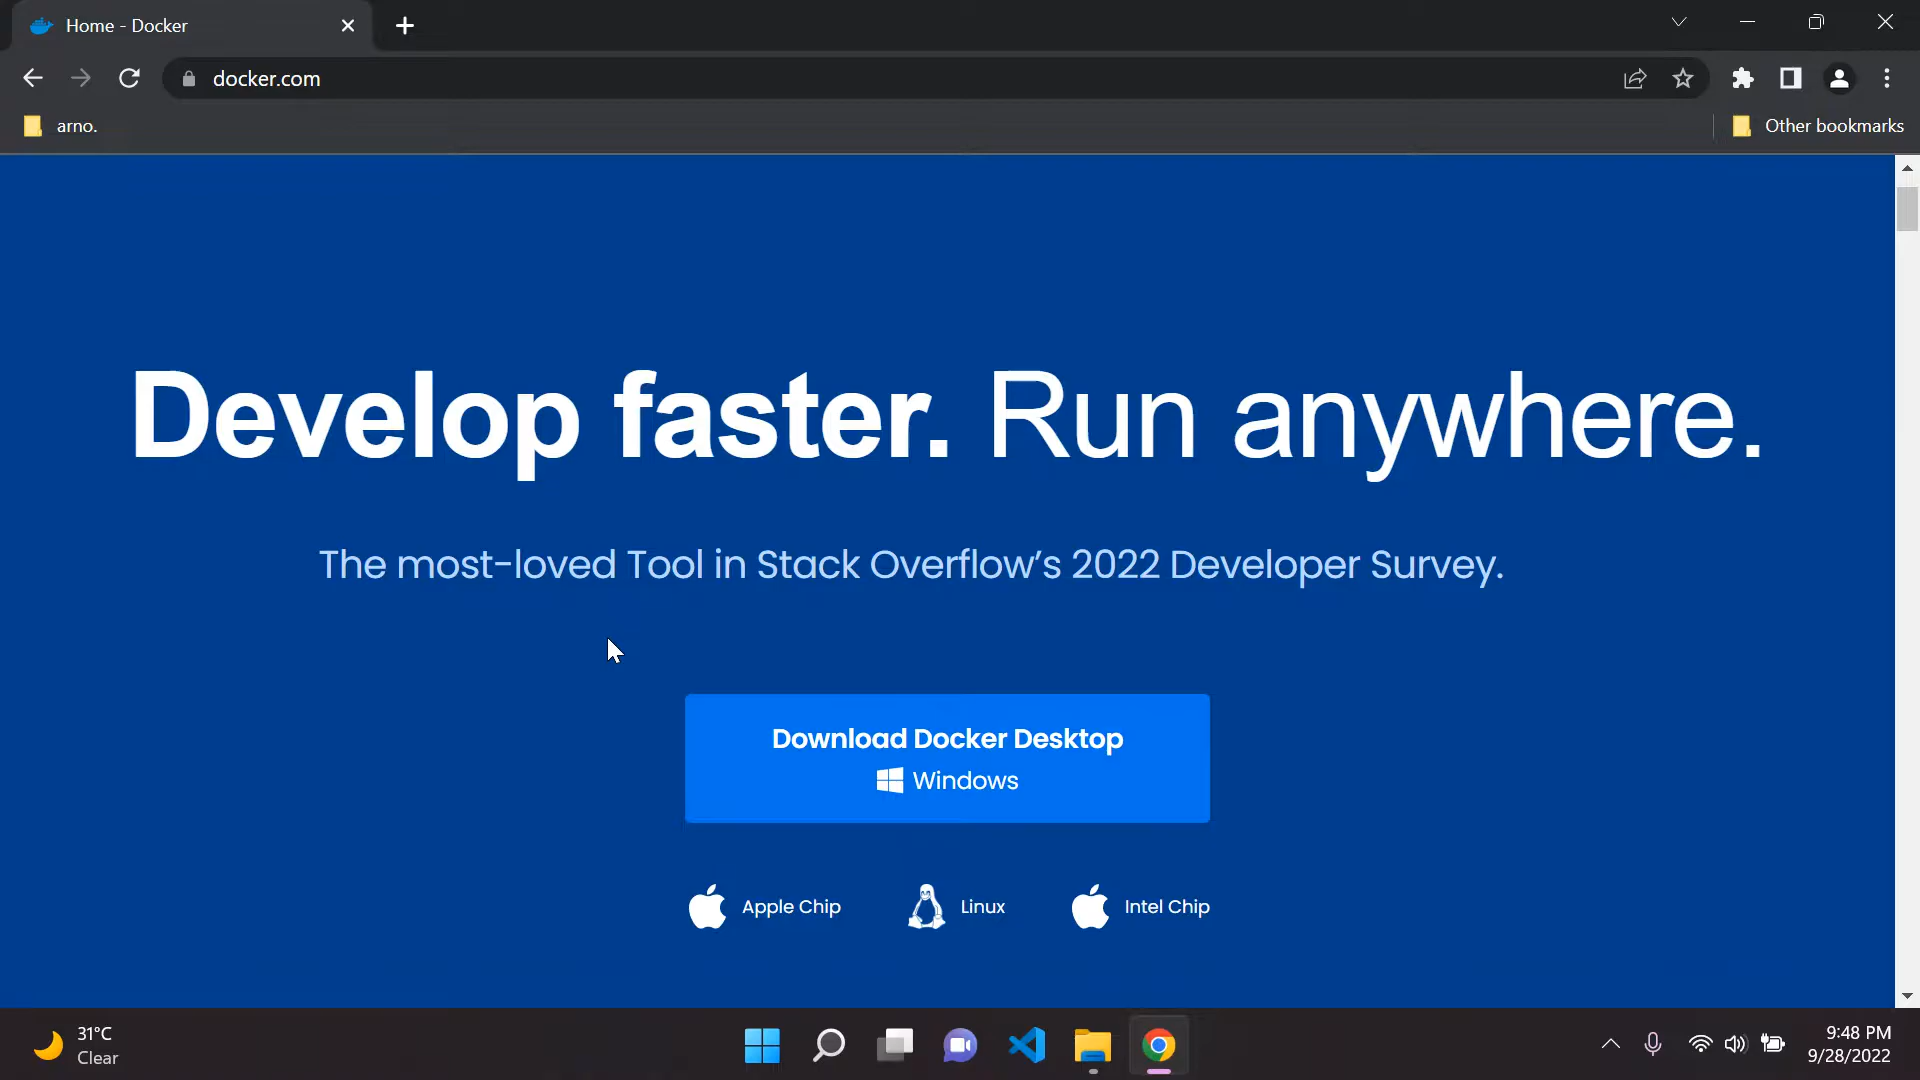 Home - Docker
docker.com
arno.
Other bookmarks
Develop faster. Run anywhere.
The most-loved Tool in Stack Overflow’s 2022 Developer Survey.
Download Docker Desktop
Windows
Apple Chip
Linux
Intel Chip
31°C
Clear
9:48 PM
9/28/2022